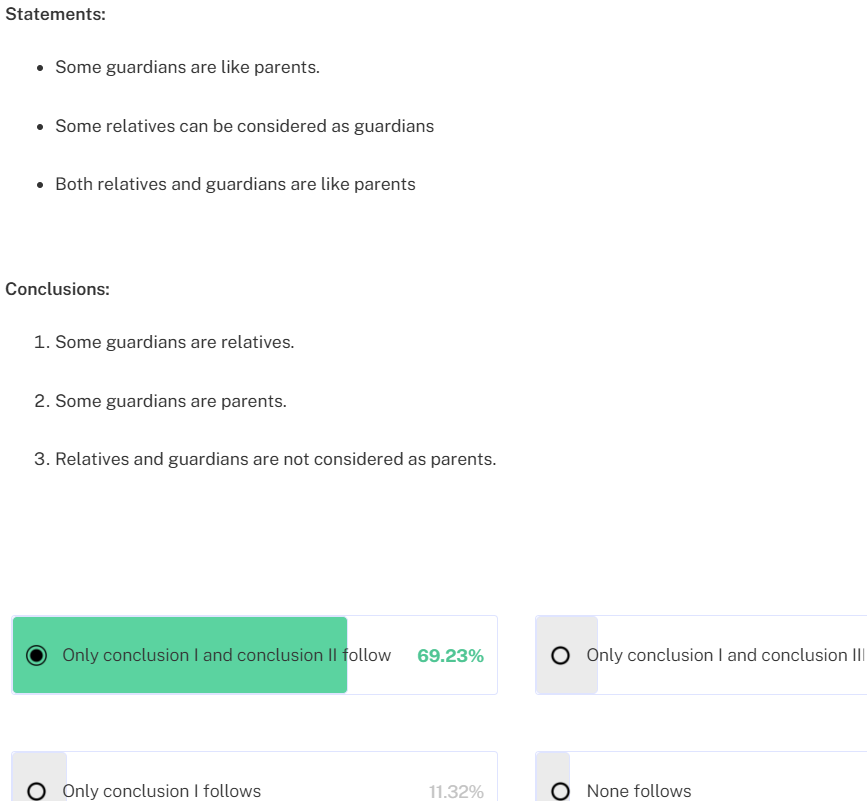 Statements:
Some guardians are like parents.
Some relatives can be considered as guardians
Both relatives and guardians are like parents
Conclusions:
1. Some guardians are relatives.
2. Some guardians are parents.
3. Relatives and guardians are not considered as parents.
Only conclusion I and conclusion II follow 69.23%
Only conclusion I and conclusion III
Only conclusion I follows 11.32%
None follows